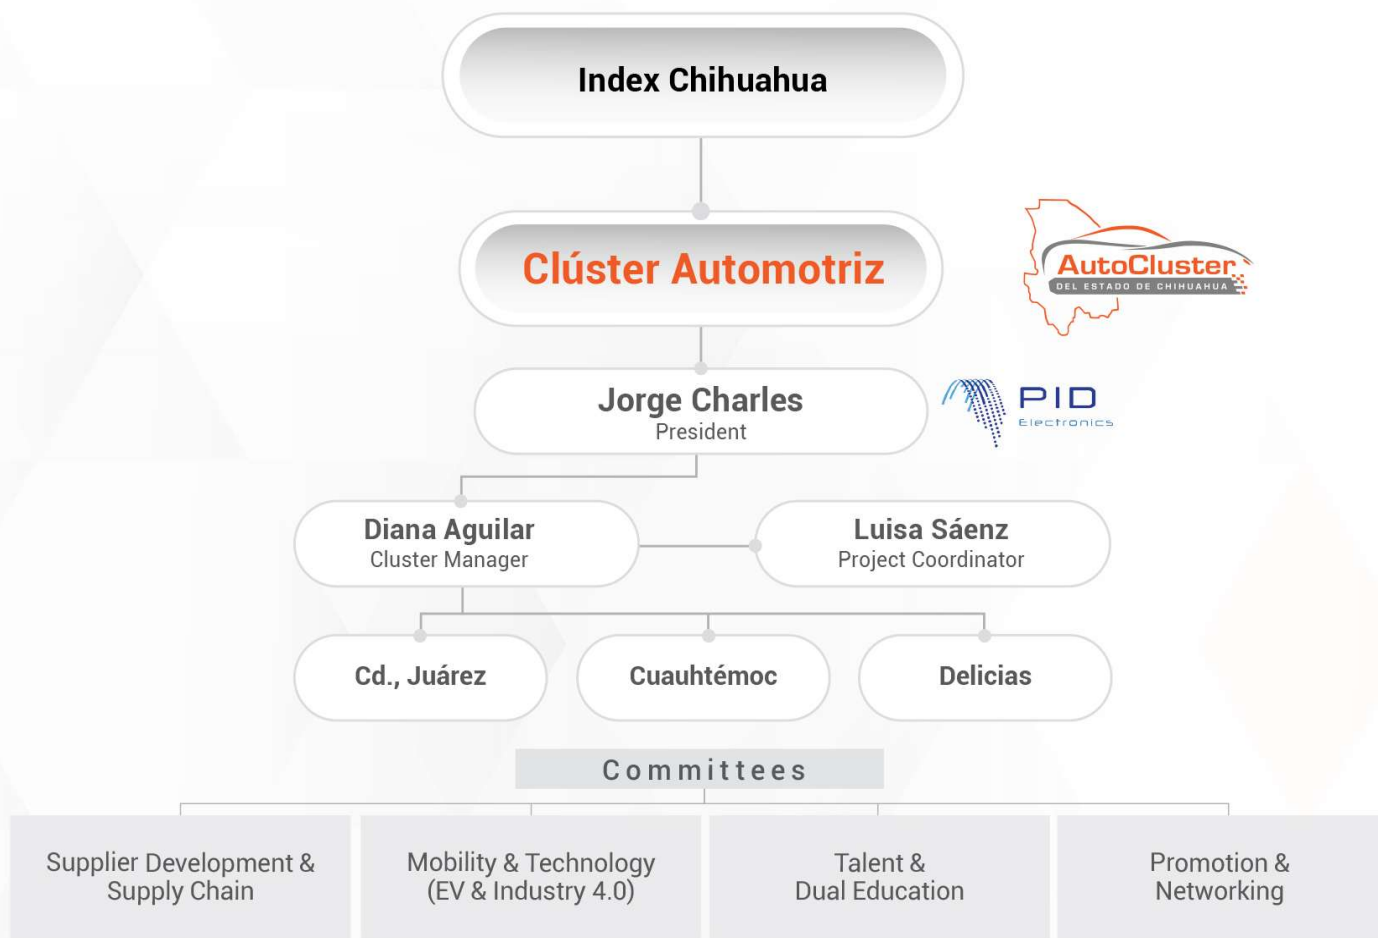 Index Chihuahua
Clúster Automotriz
AutoCluster
DEL ESTADO DE CHIHUAHUA
Jorge Charles
President
PID
Electronics
Diana Aguilar
Cluster Manager
Luisa Sáenz
Project Coordinator
Cd., Juárez
Cuauhtémoc
Delicias
Committees
Supplier Development &
Supply Chain
Mobility & Technology
(EV & Industry 4.0)
Talent &
Dual Education
Promotion &
Networking